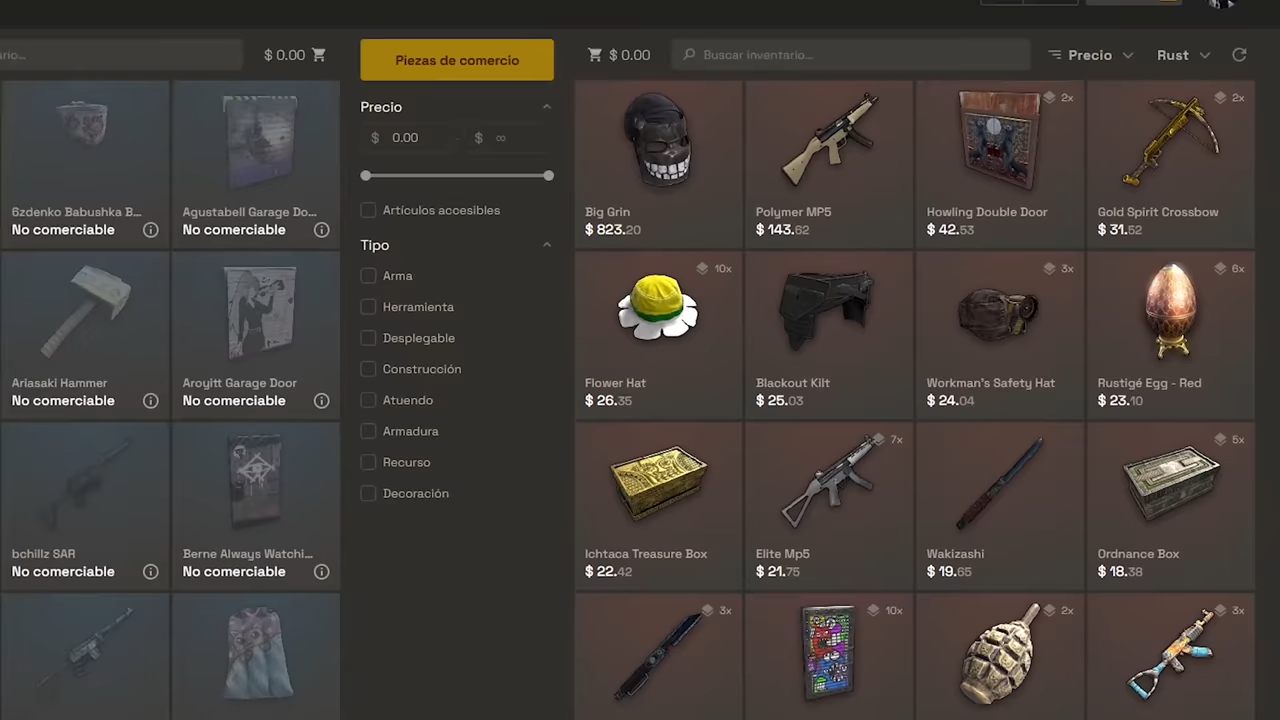 rio...
$ 0.00
Piezas de comercio
$ 0.00
Buscar inventario...
Precio
Rust
6zdenko Babushka B...
No comerciable
Agustabell Garage Do...
No comerciable
Ariasaki Hammer
No comerciable
Aroyitt Garage Door
No comerciable
bchillz SAR
No comerciable
Berne Always Watchi...
No comerciable
Precio
$ 0.00
$ ∞
Artículos accesibles
Tipo
Arma
Herramienta
Desplegable
Construcción
Atuendo
Armadura
Recurso
Decoración
Big Grin
$ 823.20
Polymer MP5
$ 143.62
2x
Howling Double Door
$ 42.53
2x
Gold Spirit Crossbow
$ 31.52
10x
Flower Hat
$ 26.35
Blackout Kilt
$ 25.03
3x
Workman's Safety Hat
$ 24.04
6x
Rustigé Egg - Red
$ 23.10
Ichtaca Treasure Box
$ 22.42
7x
Elite Mp5
$ 21.75
Wakizashi
$ 19.65
5x
Ordnance Box
$ 18.38
3x
10x
2x
3x